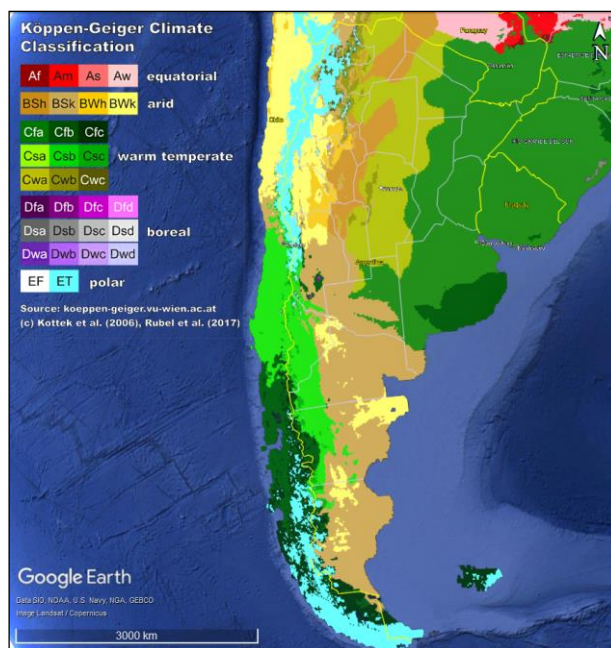 Köppen-Geiger Climate
Classification
Af Am As Aw equatorial
BSh BSk BWh BWk arid
Cfa Cfb Cfc
Csa Csb Csc warm temperate
Cwa Cwb Cwc
Dfa Dfb Dfc Dfd
Dsa Dsb Dsc Dsd boreal
Dwa Dwb Dwc Dwd
EF ET polar
Source: koeppen-geiger.vu-wien.ac.at
(c) Kottek et al. (2006), Rubel et al. (2017)
Paraguay
N
Chile
Argentina
Google Earth
Data SIO, NOAA, U.S. Navy, NGA, GEBCO
Image Landsat / Copernicus
3000 km